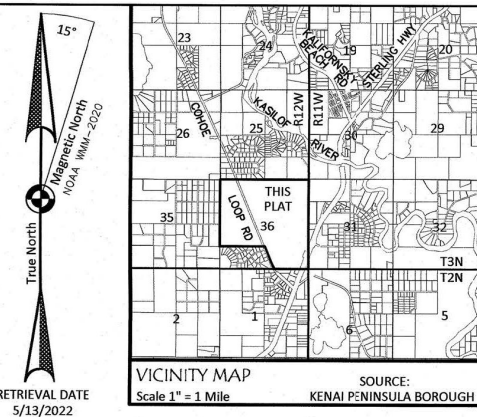 15°
Magnetic North
NOAA WMM-2020
True North
RETRIEVAL DATE
5/13/2022
23
24
19
20
KALIFORNSKY
BEACH RD
STERLING HWY
COHOE
KASILOF
R12W
R11W
26
25
30
29
RIVER
THIS
PLAT
LOOP RD
35
36
31
32
T3N
T2N
2
1
6
5
VICINITY MAP
Scale 1" = 1 Mile
SOURCE:
KENAI PENINSULA BOROUGH